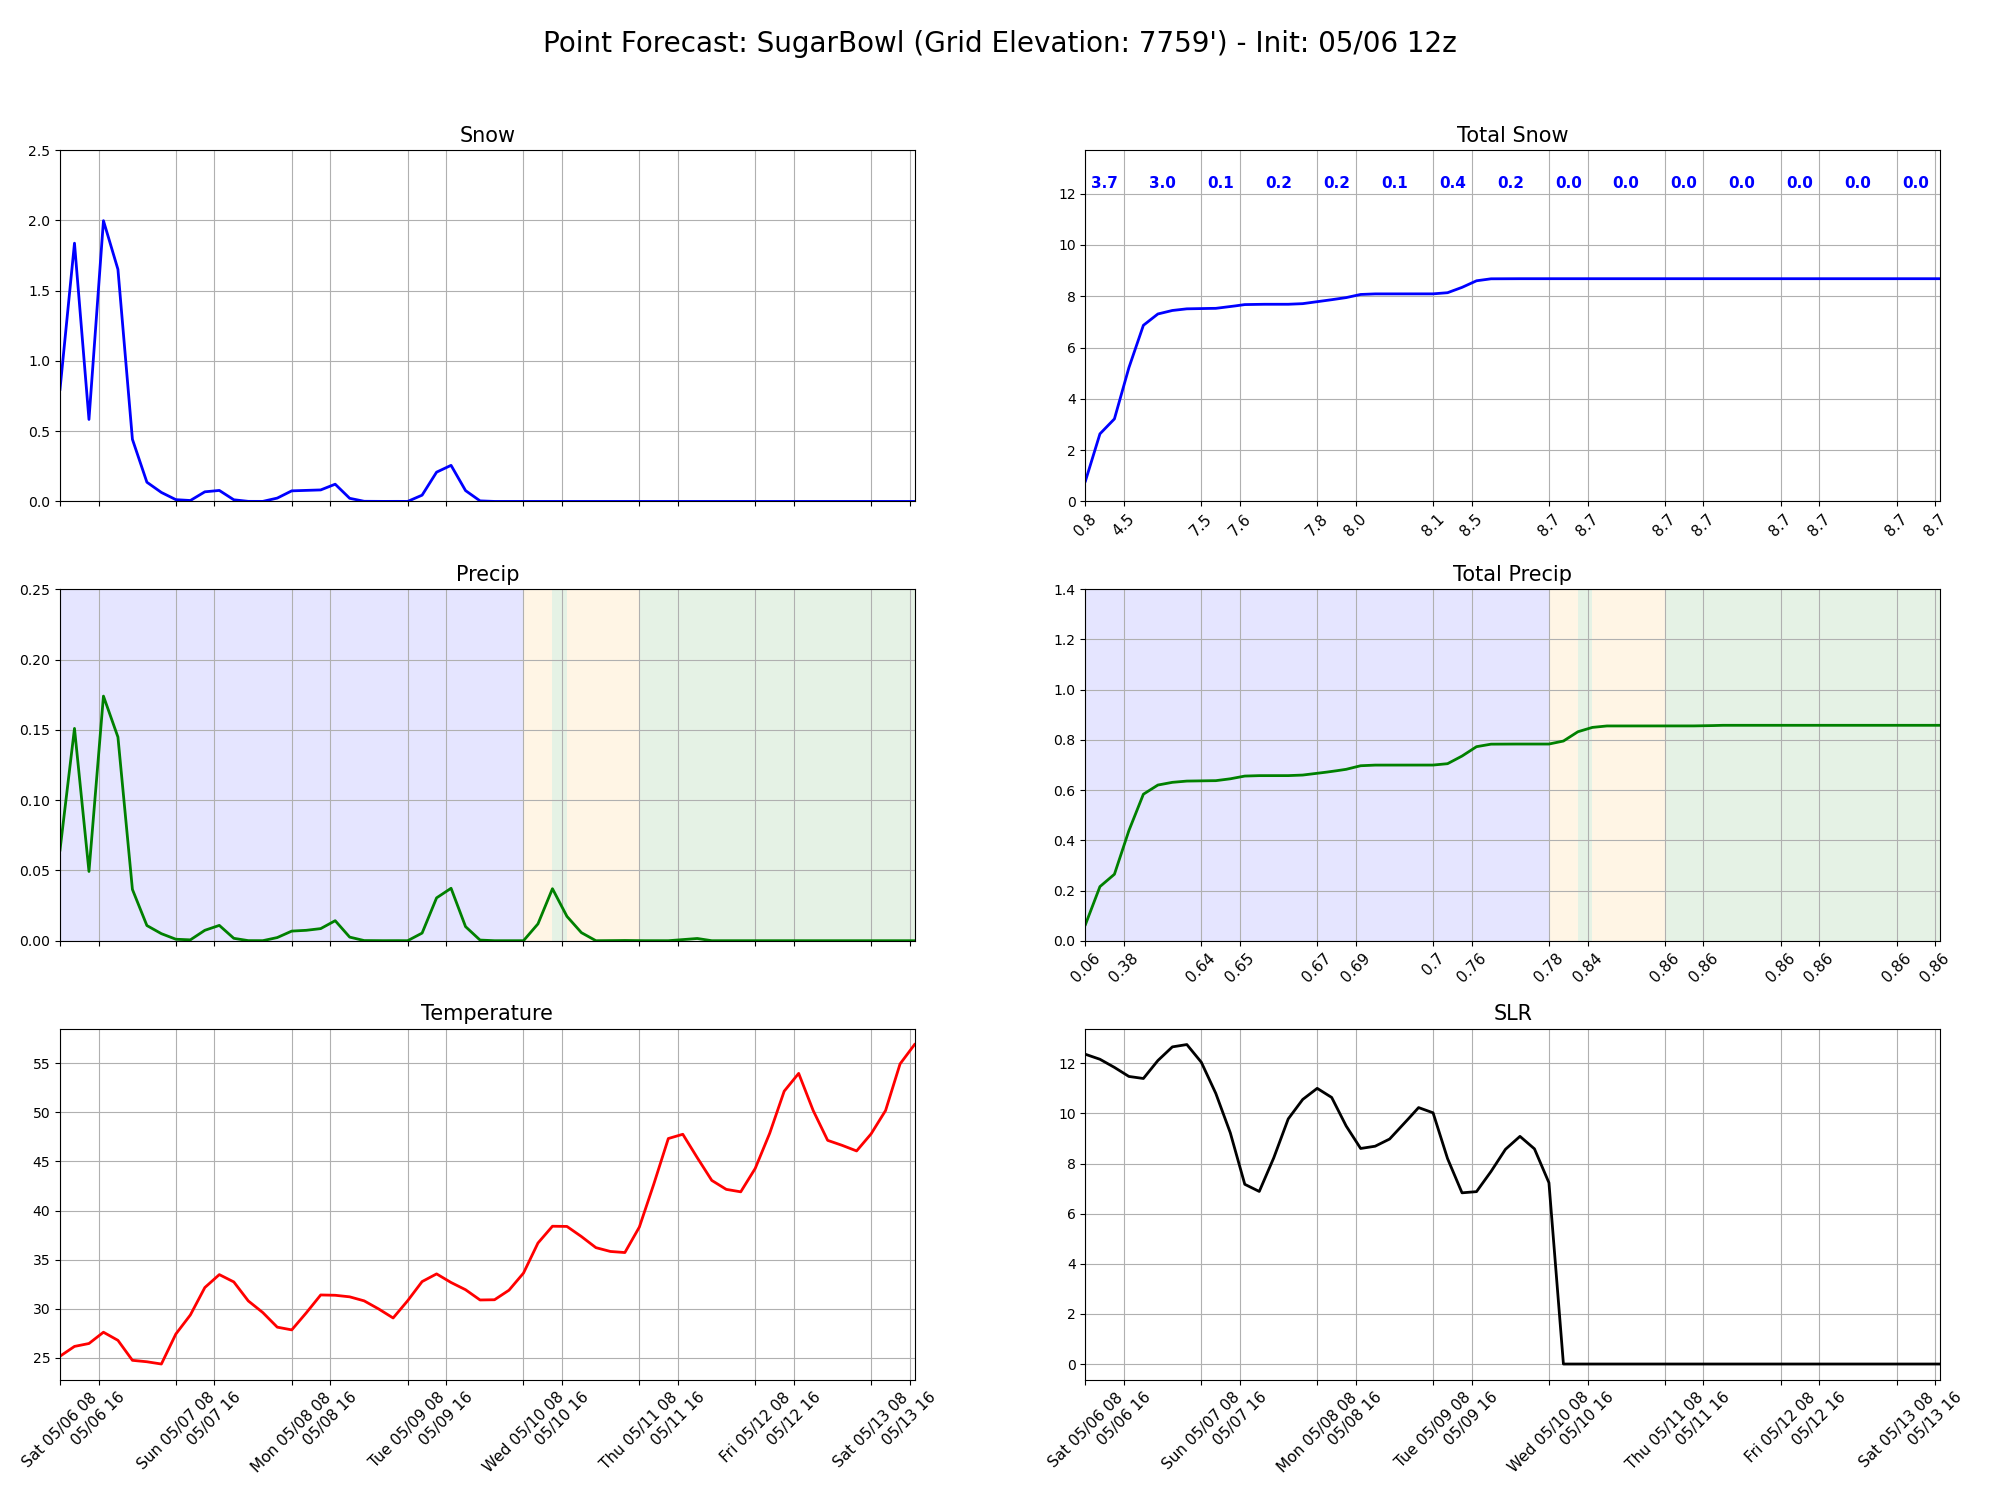 Point Forecast: SugarBowl (Grid Elevation: 7759') - Init: 05/06 12z
Snow
2.5
2.0
1.5
1.0
0.5
0.0
Total Snow
3.7 3.0 0.1 0.2 0.2 0.1 0.4 0.2 0.0 0.0 0.0 0.0 0.0 0.0 0.0
12
10
8
6
4
2
0
0.8 4.5 7.5 7.6 7.8 8.0 8.1 8.5 8.7 8.7 8.7 8.7 8.7 8.7 8.7 8.7
Precip
0.25
0.20
0.15
0.10
0.05
0.00
Total Precip
1.4
1.2
1.0
0.8
0.6
0.4
0.2
0.0
0.06 0.38 0.64 0.65 0.67 0.69 0.7 0.76 0.78 0.84 0.86 0.86 0.86 0.86 0.86 0.86
Temperature
55
50
45
40
35
30
25
Sat 05/06 08
05/06 16
Sun 05/07 08
05/07 16
Mon 05/08 08
05/08 16
Tue 05/09 08
05/09 16
Wed 05/10 08
05/10 16
Thu 05/11 08
05/11 16
Fri 05/12 08
05/12 16
Sat 05/13 08
05/13 16
SLR
12
10
8
6
4
2
0
Sat 05/06 08
05/06 16
Sun 05/07 08
05/07 16
Mon 05/08 08
05/08 16
Tue 05/09 08
05/09 16
Wed 05/10 08
05/10 16
Thu 05/11 08
05/11 16
Fri 05/12 08
05/12 16
Sat 05/13 08
05/13 16